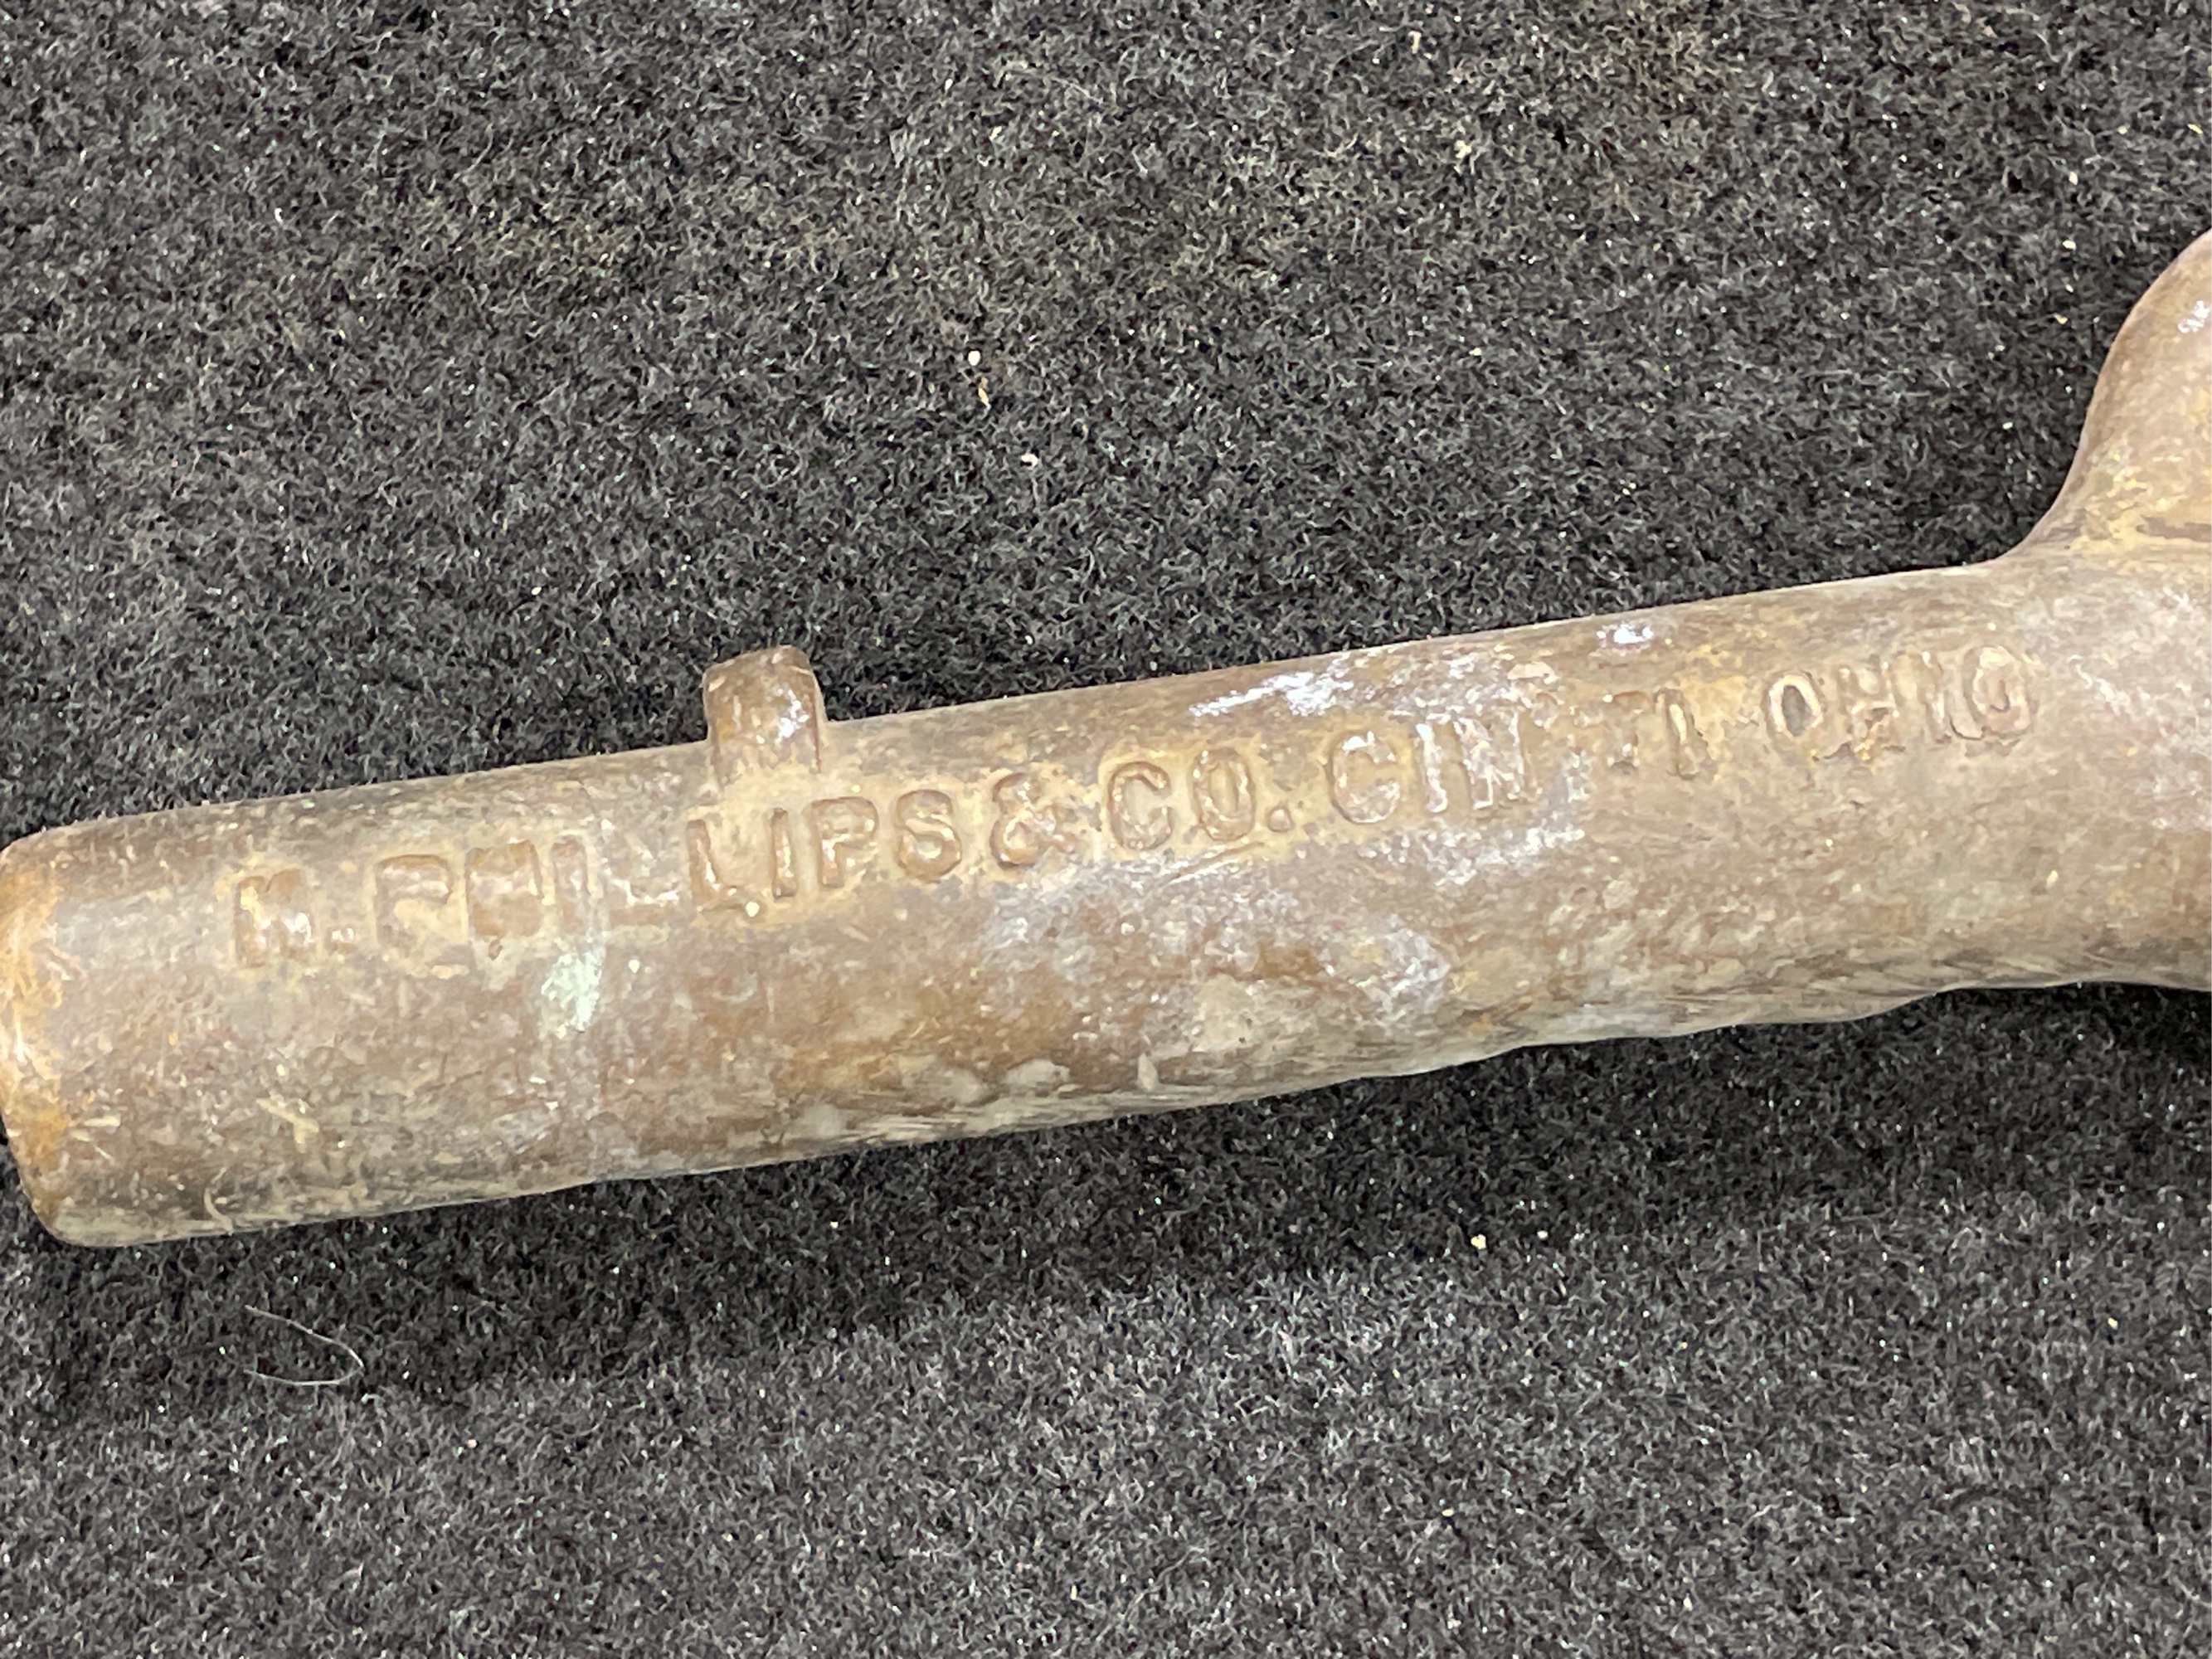 H. PHILLIPS & CO. CIN'TI OHIO